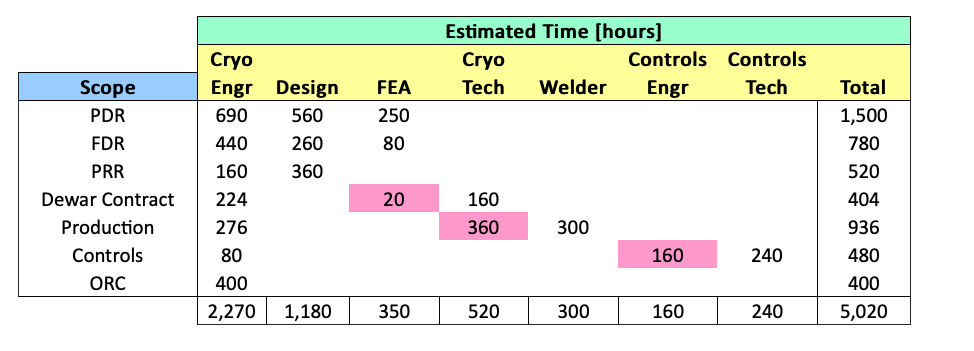 Estimated Time [hours]
Cryo Cryo Controls Controls
Scope Engr Design FEA Tech Welder Engr Tech Total
PDR 690 560 250 1,500
FDR 440 260 80 780
PRR 160 360 520
Dewar Contract 224 20 160 404
Production 276 360 300 936
Controls 80 160 240 480
ORC 400 400
2,270 1,180 350 520 300 160 240 5,020